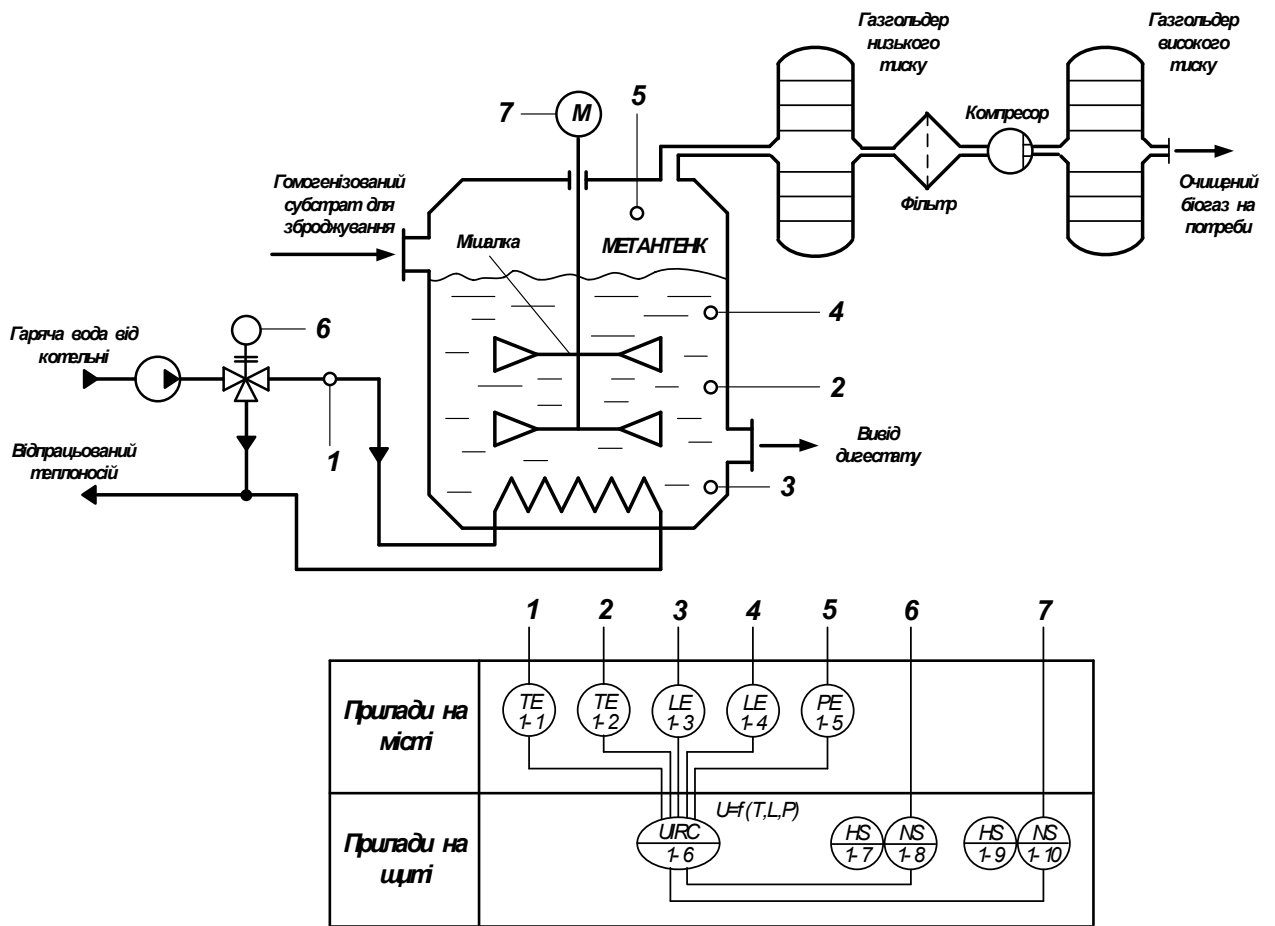 Газгольдер
низького
тиску
Газгольдер
високого
тиску
5
7
М
Компресор
Гомогенізований
субстрат для
зброджування
Мішалка
МЕТАНТЕНК
Фільтр
Очищений
біогаз на
потреби
6
4
Гаряча вода від
котельні
2
1
Відпрацьований
теплоносій
Вивід
дигестату
3
1 2 3 4 5 6 7
Прилади на
місті
TE
1-1
TE
1-2
LE
1-3
LE
1-4
PE
1-5
U=f(T,L,P)
Прилади на
щиті
UIRC
1-6
HS
1-7
NS
1-8
HS
1-9
NS
1-10